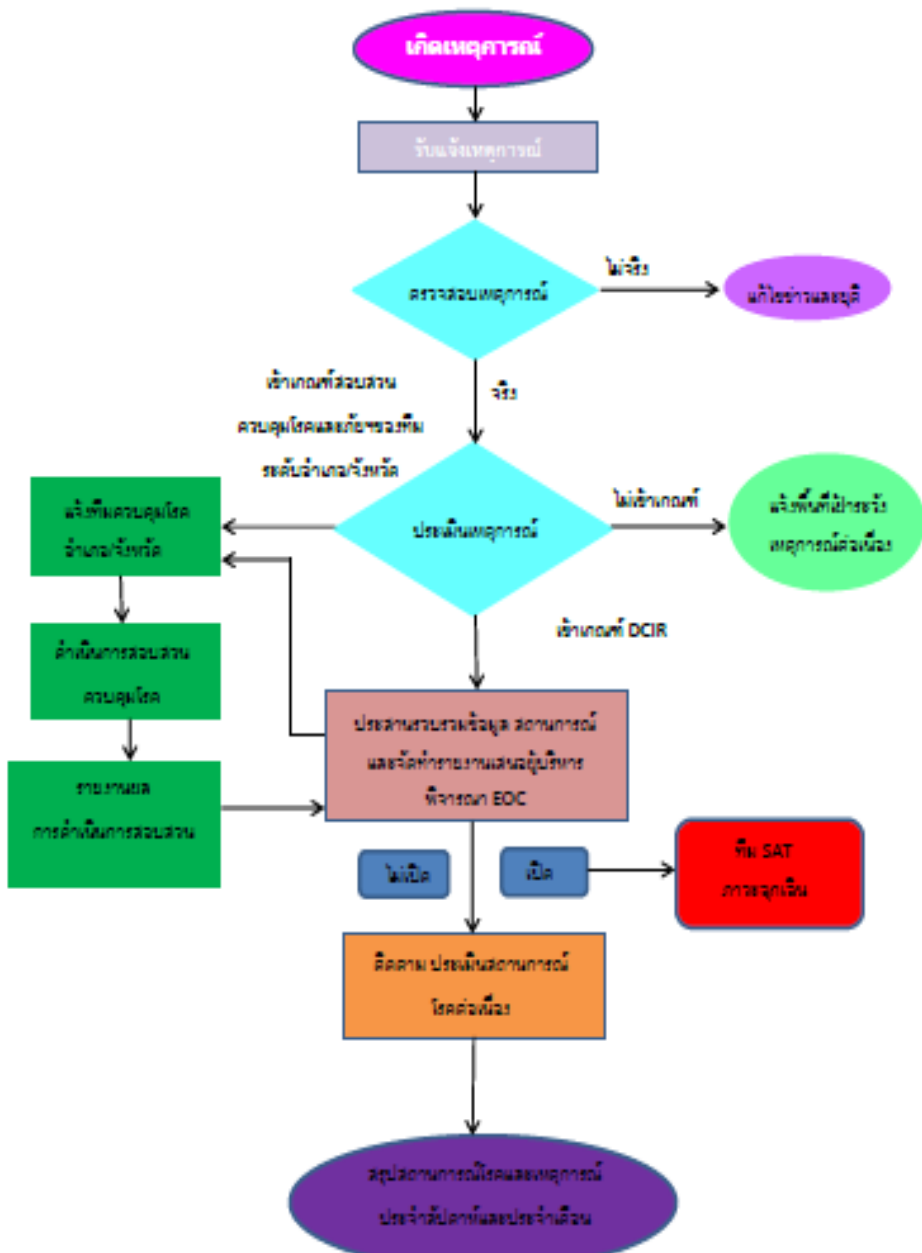 เกิดเหตุการณ์
รับแจ้งเหตุการณ์
ตรวจสอบเหตุการณ์
ไม่จริง
แก้ไขข่าวและยุติ
จริง
เข้าเกณฑ์สอบสวน
ควบคุมโรคและภัยฯของทีม
ระดับอำเภอ/จังหวัด
ประเมินเหตุการณ์
ไม่เข้าเกณฑ์
แจ้งพื้นที่เฝ้าระวัง
เหตุการณ์ต่อเนื่อง
แจ้งทีมควบคุมโรค
อำเภอ/จังหวัด
เข้าเกณฑ์ DCIR
ดำเนินการสอบสวน
ควบคุมโรค
ประสานรวบรวมข้อมูล สถานการณ์
และจัดทำรายงานเสนอผู้บริหาร
พิจารณา EOC
รายงานผล
การดำเนินการสอบสวน
ไม่เปิด
เปิด
ทีม SAT
ภาวะฉุกเฉิน
ติดตาม ประเมินสถานการณ์
โรคต่อเนื่อง
สรุปสถานการณ์โรคและเหตุการณ์
ประจำสัปดาห์และประจำเดือน